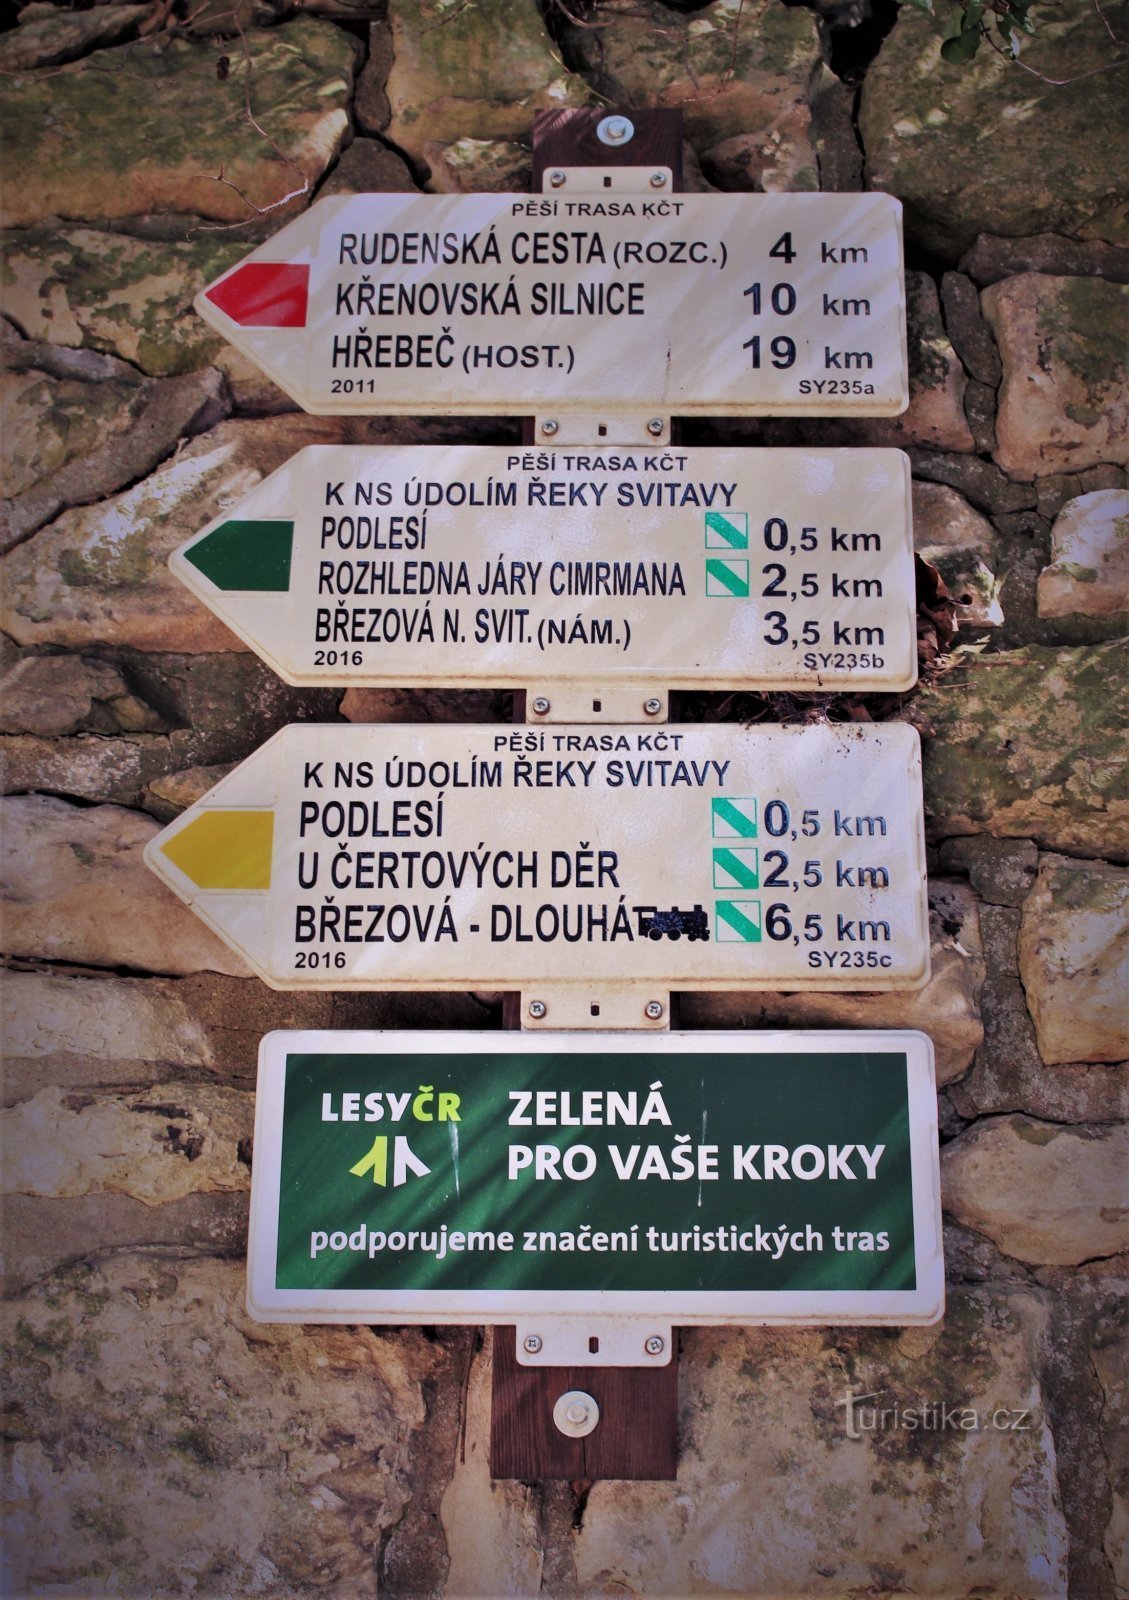 PĚŠÍ TRASA KČT
RUDENSKÁ CESTA (ROZC.) 4 km
KŘENOVSKÁ SILNICE 10 km
HŘEBEČ (HOST.) 19 km
2011 SY235a
PĚŠÍ TRASA KČT
K NS ÚDOLÍM ŘEKY SVITAVY
PODLESÍ 0,5 km
ROZHLEDNA JÁRY CIMRMANA 2,5 km
BŘEZOVÁ N. SVIT. (NÁM.) 3,5 km
2016 SY235b
PĚŠÍ TRASA KČT
K NS ÚDOLÍM ŘEKY SVITAVY
PODLESÍ 0,5 km
U ČERTOVÝCH DĚR 2,5 km
BŘEZOVÁ - DLOUHÁ 6,5 km
2016 SY235c
LESYČR ZELENÁ
PRO VAŠE KROKY
podporujeme značení turistických tras
Turistika.cz